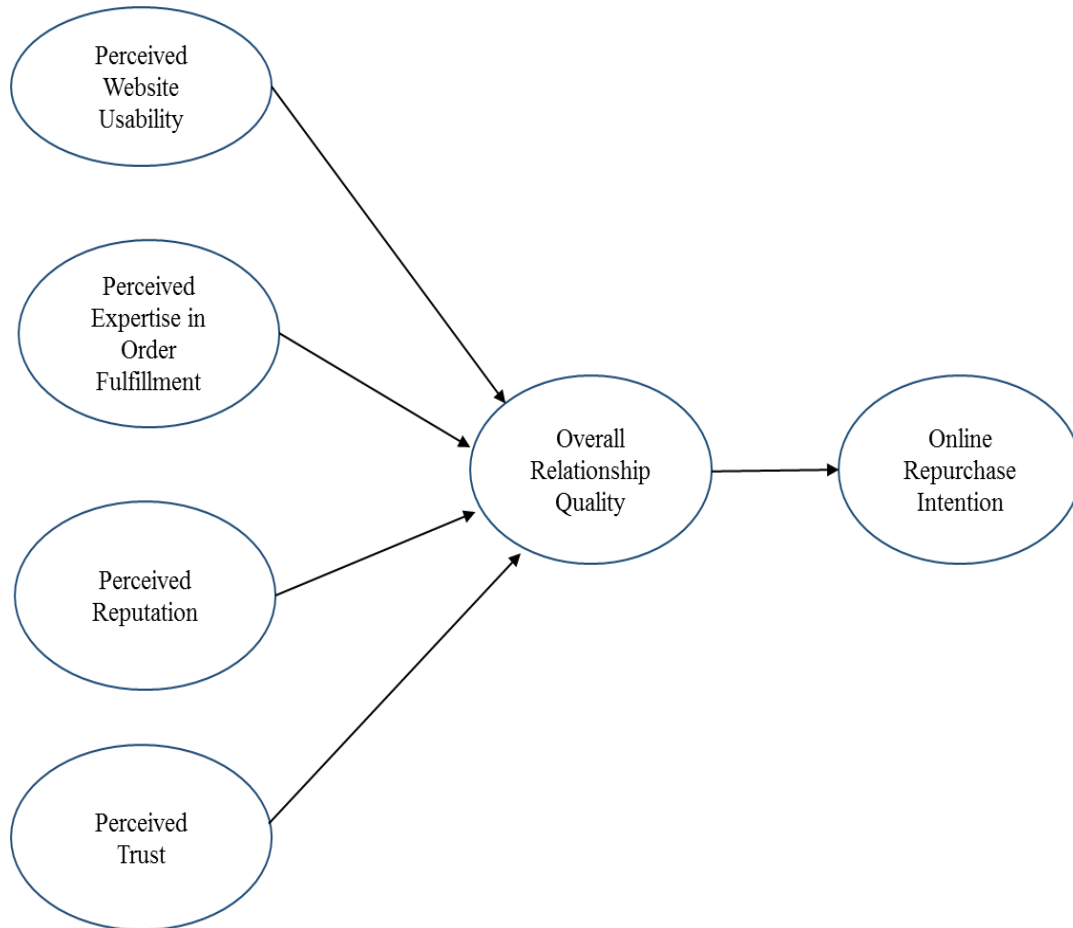 Perceived
Website
Usability
Perceived
Expertise in
Order
Fulfillment
Overall
Relationship
Quality
Online
Repurchase
Intention
Perceived
Reputation
Perceived
Trust